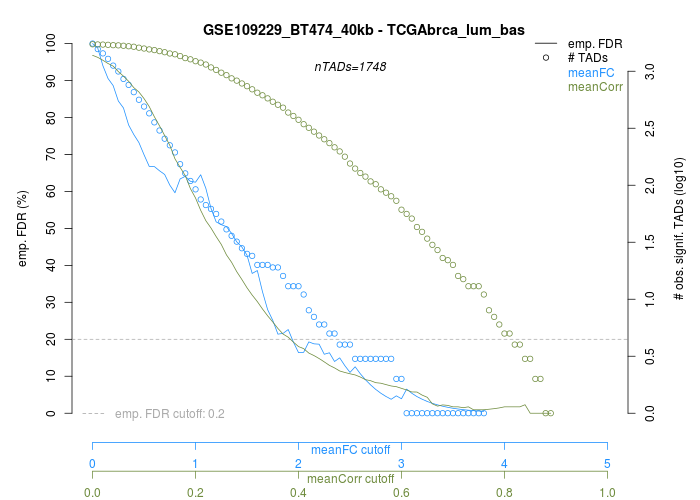 GSE109229_BT474_40kb - TCGAbrca_lum_bas
nTADs=1748
emp. FDR
# TADs
meanFC
meanCorr
emp. FDR (%)
0 10 20 30 40 50 60 70 80 90 100
# obs. signif. TADs (log10)
0.0 0.5 1.0 1.5 2.0 2.5 3.0
emp. FDR cutoff: 0.2
meanFC cutoff
0 1 2 3 4 5
meanCorr cutoff
0.0 0.2 0.4 0.6 0.8 1.0